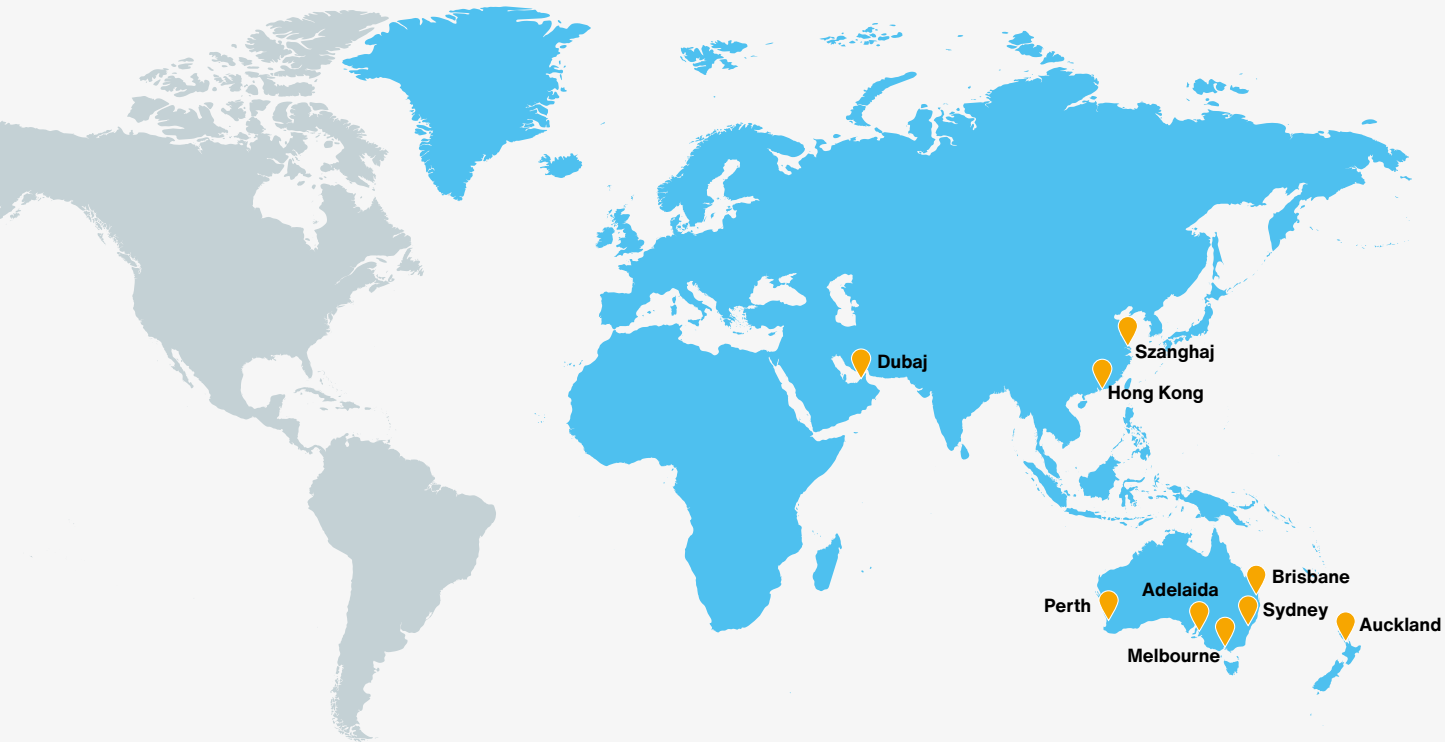 Szanghaj
Dubaj
Hong Kong
Brisbane
Adelaida
Perth
Sydney
Auckland
Melbourne